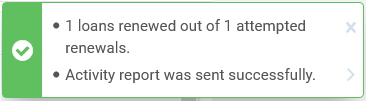 • 1 loans renewed out of 1 attempted
renewals.
• Activity report was sent successfully.